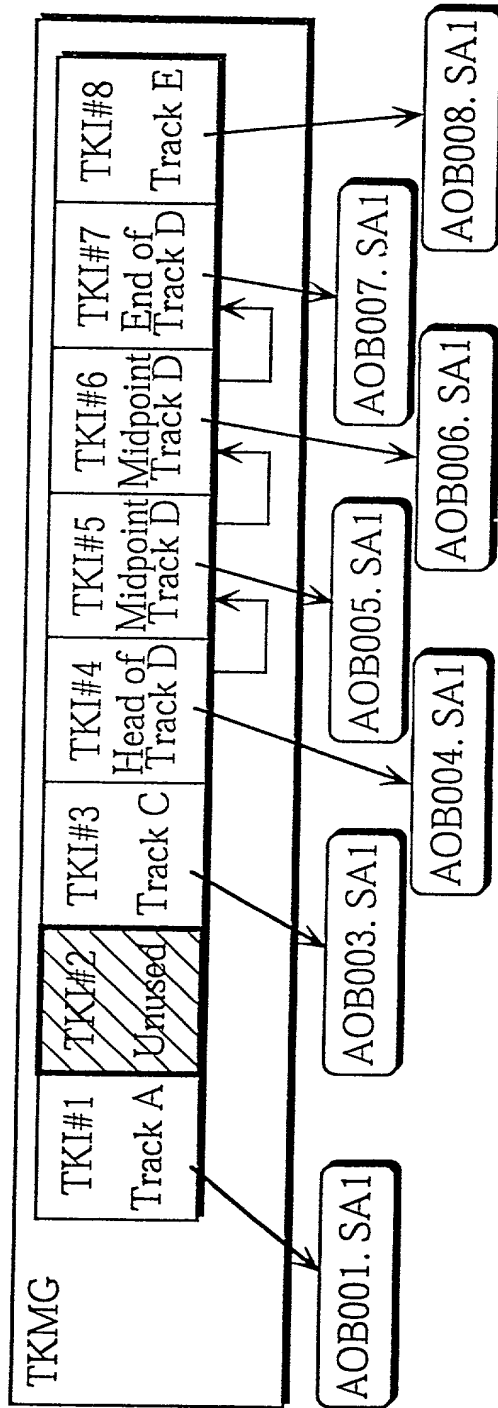 TKMG
TKI#1
Track A
TKI#2
Unused
TKI#3
Track C
TKI#4
Head of
Track D
TKI#5
Midpoint
Track D
TKI#6
Midpoint
Track D
TKI#7
End of
Track D
TKI#8
Track E
AOB001. SA1
AOB003. SA1
AOB004. SA1
AOB005. SA1
AOB006. SA1
AOB007. SA1
AOB008. SA1